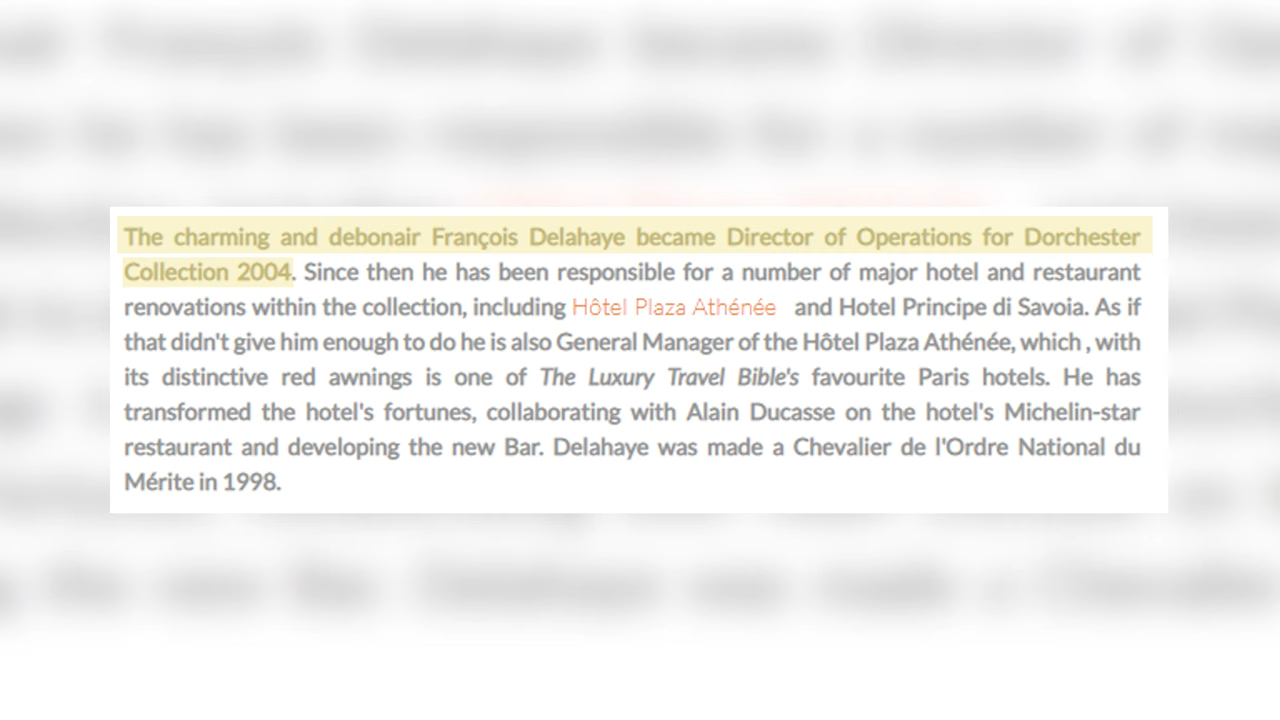 The charming and debonair François Delahaye became Director of Operations for Dorchester
Collection 2004. Since then he has been responsible for a number of major hotel and restaurant
renovations within the collection, including Hôtel Plaza Athénée and Hotel Principe di Savoia. As if
that didn't give him enough to do he is also General Manager of the Hôtel Plaza Athénée, which , with
its distinctive red awnings is one of The Luxury Travel Bible's favourite Paris hotels. He has
transformed the hotel's fortunes, collaborating with Alain Ducasse on the hotel's Michelin-star
restaurant and developing the new Bar. Delahaye was made a Chevalier de l'Ordre National du
Mérite in 1998.